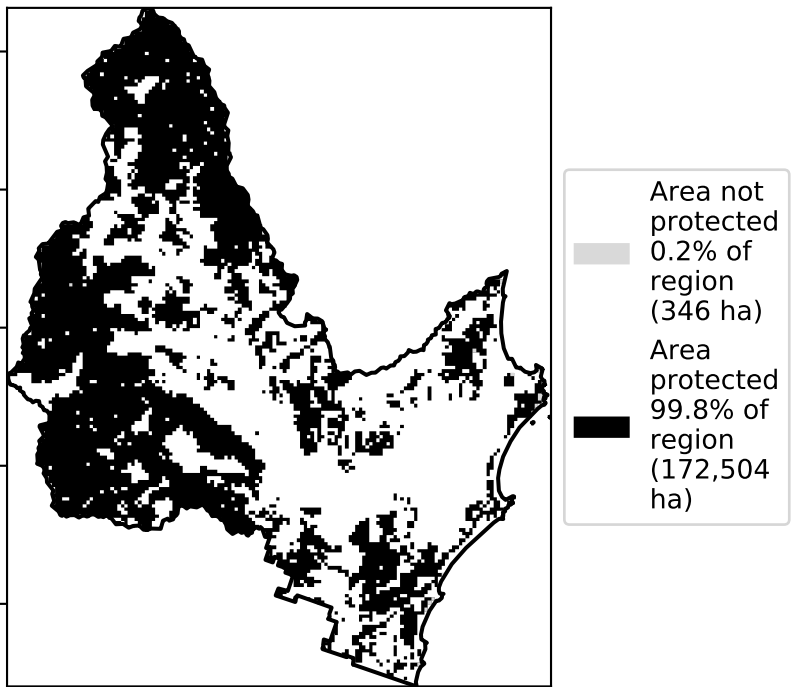 Area not
protected
0.2% of
region
(346 ha)
Area
protected
99.8% of
region
(172,504
ha)